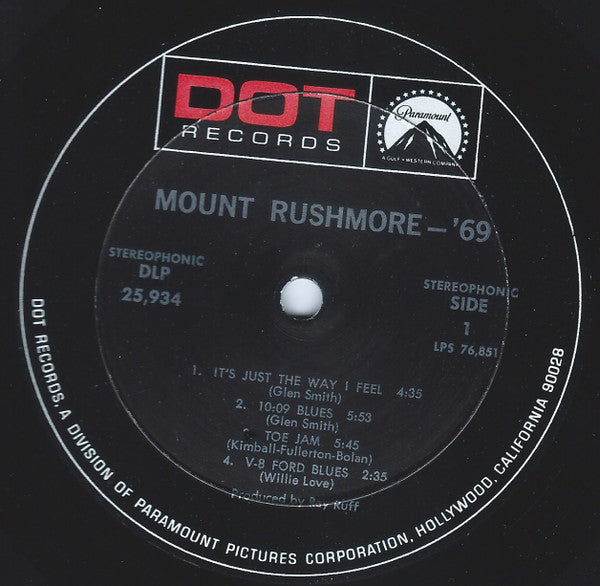 DOT
RECORDS
Paramount
A GULF + WESTERN COMPANY
MOUNT RUSHMORE – '69
STEREOPHONIC
DLP
25,934
STEREOPHONIC
SIDE
1
LPS 76,851
1. IT'S JUST THE WAY I FEEL 4:35
(Glen Smith)
2. 10:09 BLUES 5:53
(Glen Smith)
TOE JAM 5:45
(Kimball-Fullerton-Bolan)
4. V-8 FORD BLUES 2:35
(Willie Love)
Produced by Ray Ruff
DOT RECORDS, A DIVISION OF PARAMOUNT PICTURES CORPORATION, HOLLYWOOD, CALIFORNIA 90028